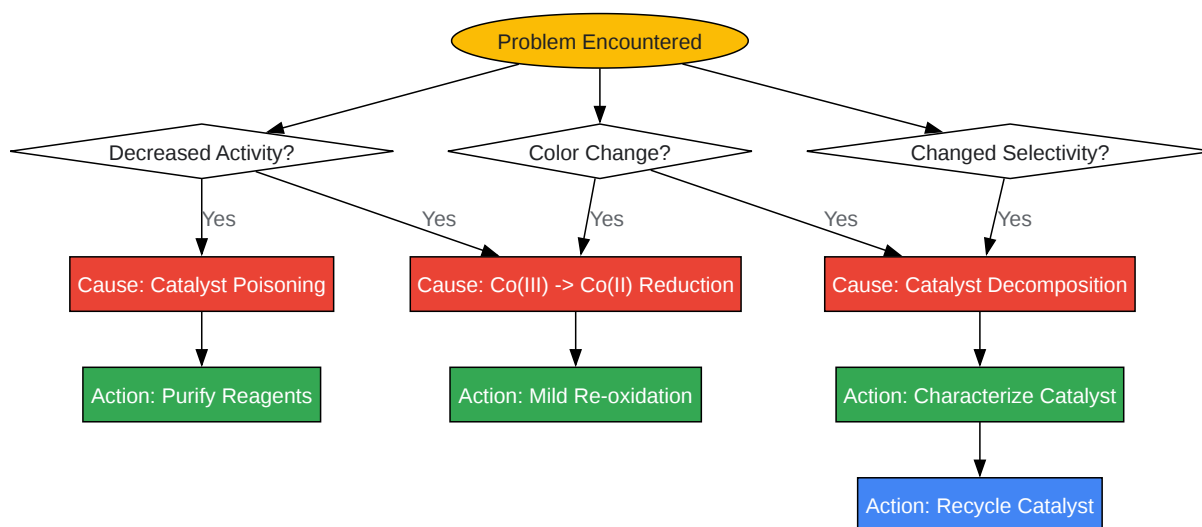 Problem Encountered
Decreased Activity?
Color Change?
Changed Selectivity?
Yes
Yes
Yes
Yes
Yes
Cause: Catalyst Poisoning
Cause: Co(III) -> Co(II) Reduction
Cause: Catalyst Decomposition
Action: Purify Reagents
Action: Mild Re-oxidation
Action: Characterize Catalyst
Action: Recycle Catalyst